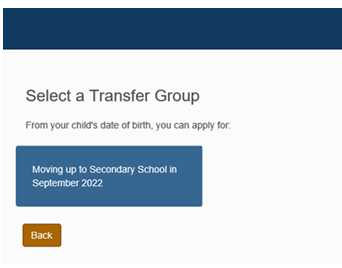 Select a Transfer Group
From your child's date of birth, you can apply for:
Moving up to Secondary School in
September 2022
Back